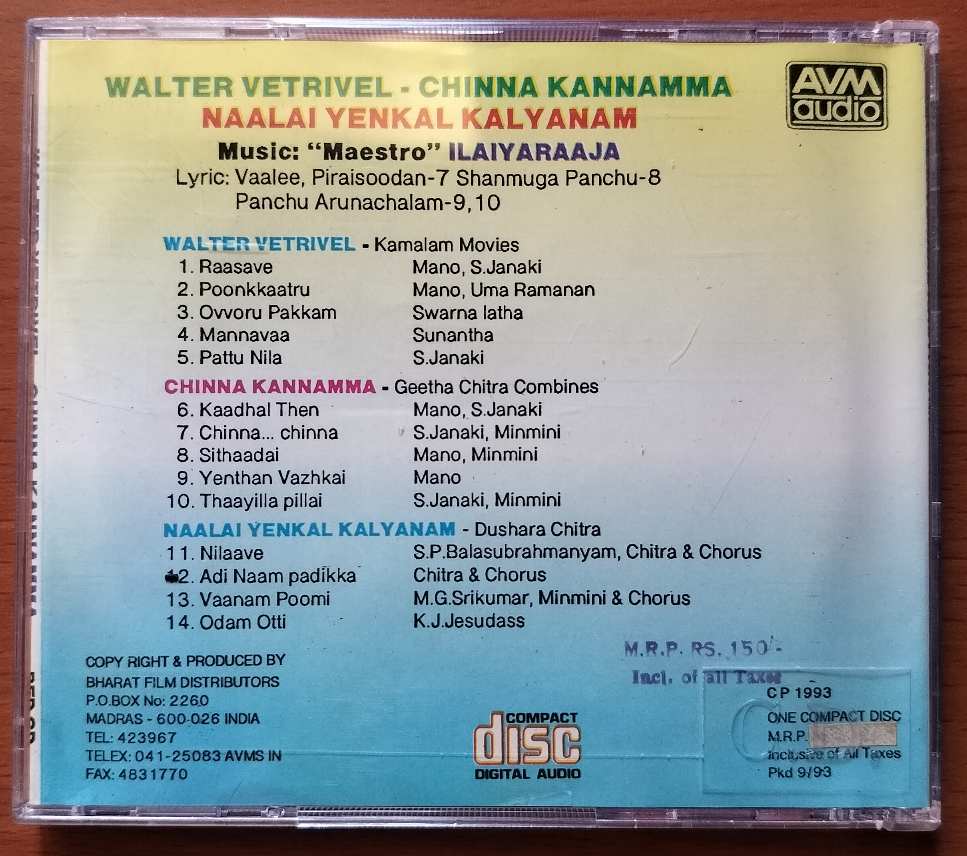 WALTER VETRIVEL - CHINNA KANNAMMA
NAALAI YENKAL KALYANAM
AVM
audio
Music: "Maestro" ILAIYARAAJA
Lyric: Vaalee, Piraisoodan-7 Shanmuga Panchu-8
Panchu Arunachalam-9,10
WALTER VETRIVEL - Kamalam Movies
1. Raasave Mano, S.Janaki
2. Poonkkaatru Mano, Uma Ramanan
3. Ovvoru Pakkam Swarna latha
4. Mannavaa Sunantha
5. Pattu Nila S.Janaki
CHINNA KANNAMMA - Geetha Chitra Combines
6. Kaadhal Then Mano, S.Janaki
7. Chinna... chinna S.Janaki, Minmini
8. Sithaadai Mano, Minmini
9. Yenthan Vazhkai Mano
10. Thaayilla pillai S.Janaki, Minmini
NAALAI YENKAL KALYANAM - Dushara Chitra
11. Nilaave S.P.Balasubrahmanyam, Chitra & Chorus
2. Adi Naam padikka Chitra & Chorus
13. Vaanam Poomi M.G.Srikumar, Minmini & Chorus
14. Odam Otti K.J.Jesudass
COPY RIGHT & PRODUCED BY
BHARAT FILM DISTRIBUTORS
P.O.BOX No: 2260
MADRAS - 600-026 INDIA
TEL: 423967
TELEX: 041-25083 AVMS IN
FAX: 4831770
COMPACT
disc
DIGITAL AUDIO
M.R.P. RS. 150/-
Incl. of all Taxes
CP 1993
ONE COMPACT DISC
M.R.P.
Inclusive of All Taxes
Pkd 9/93
CHINNA KANNAMMA